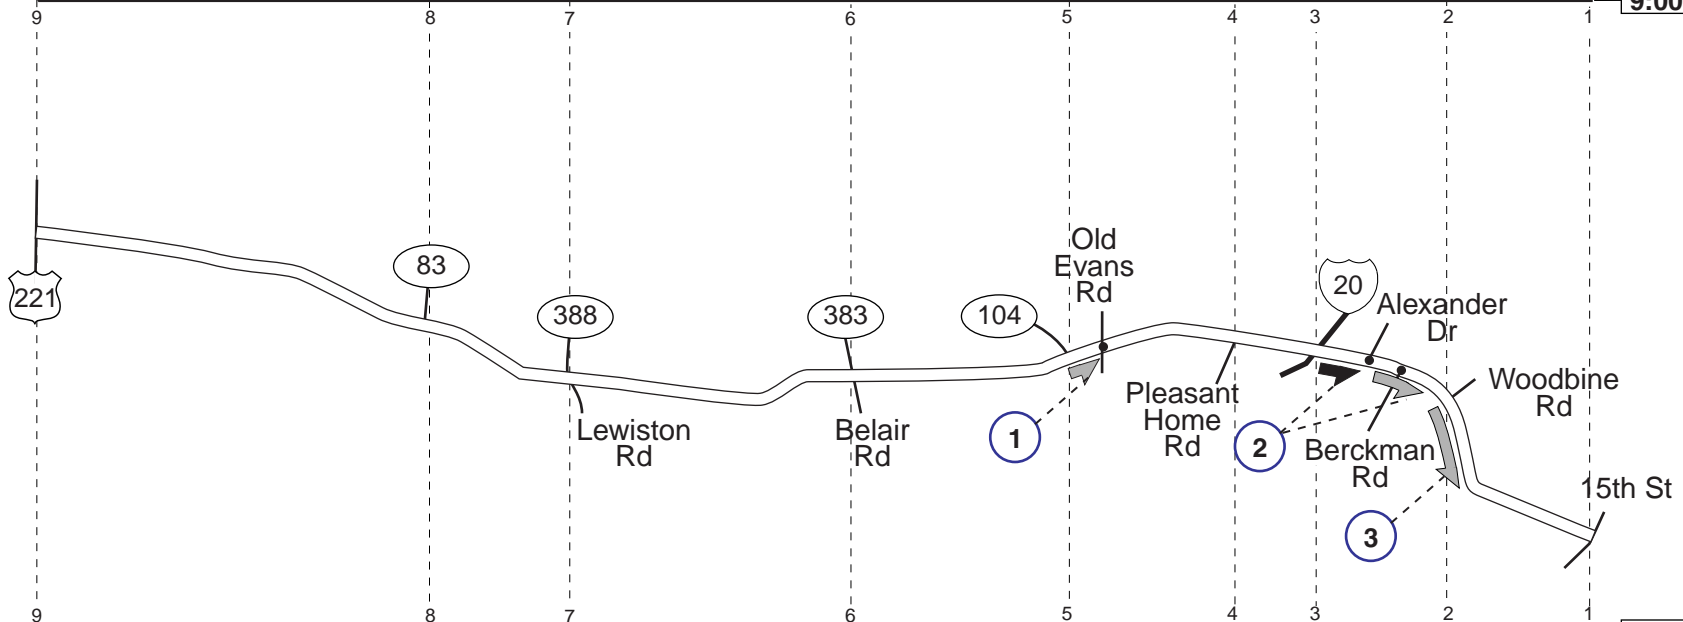 9 8 7 6 5 4 3 2 1
9:00
Old
Evans
Rd
83
20
221
388
383
104
Alexander
Dr
Pleasant
Home
Rd
Woodbine
Rd
Lewiston
Rd
Belair
Rd
1
2
Berckman
Rd
15th St
3
9 8 7 6 5 4 3 2 1